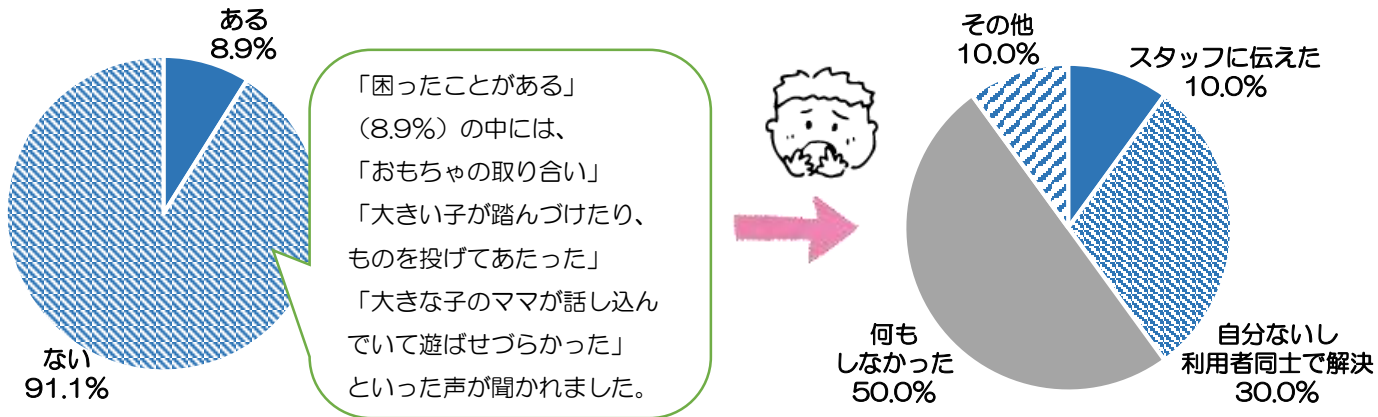 ある
8.9%
ない
91.1%
「困ったことがある」
（8.9%）の中には、
「おもちゃの取り合い」
「大きい子が踏んづけたり、
ものを投げてあたった」
「大きな子のママが話し込ん
でいて遊ばせづらかった」
といった声が聞かれました。
その他
10.0%
スタッフに伝えた
10.0%
何も
しなかった
50.0%
自分ないし
利用者同士で解決
30.0%